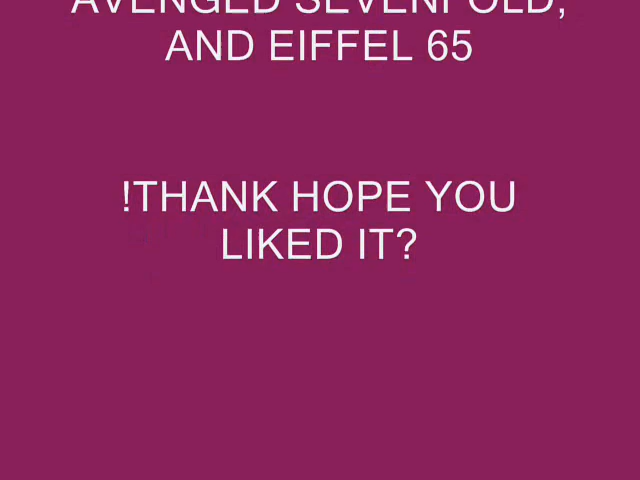 AVENGED SEVENFOLD,
AND EIFFEL 65
!THANK HOPE YOU
LIKED IT?